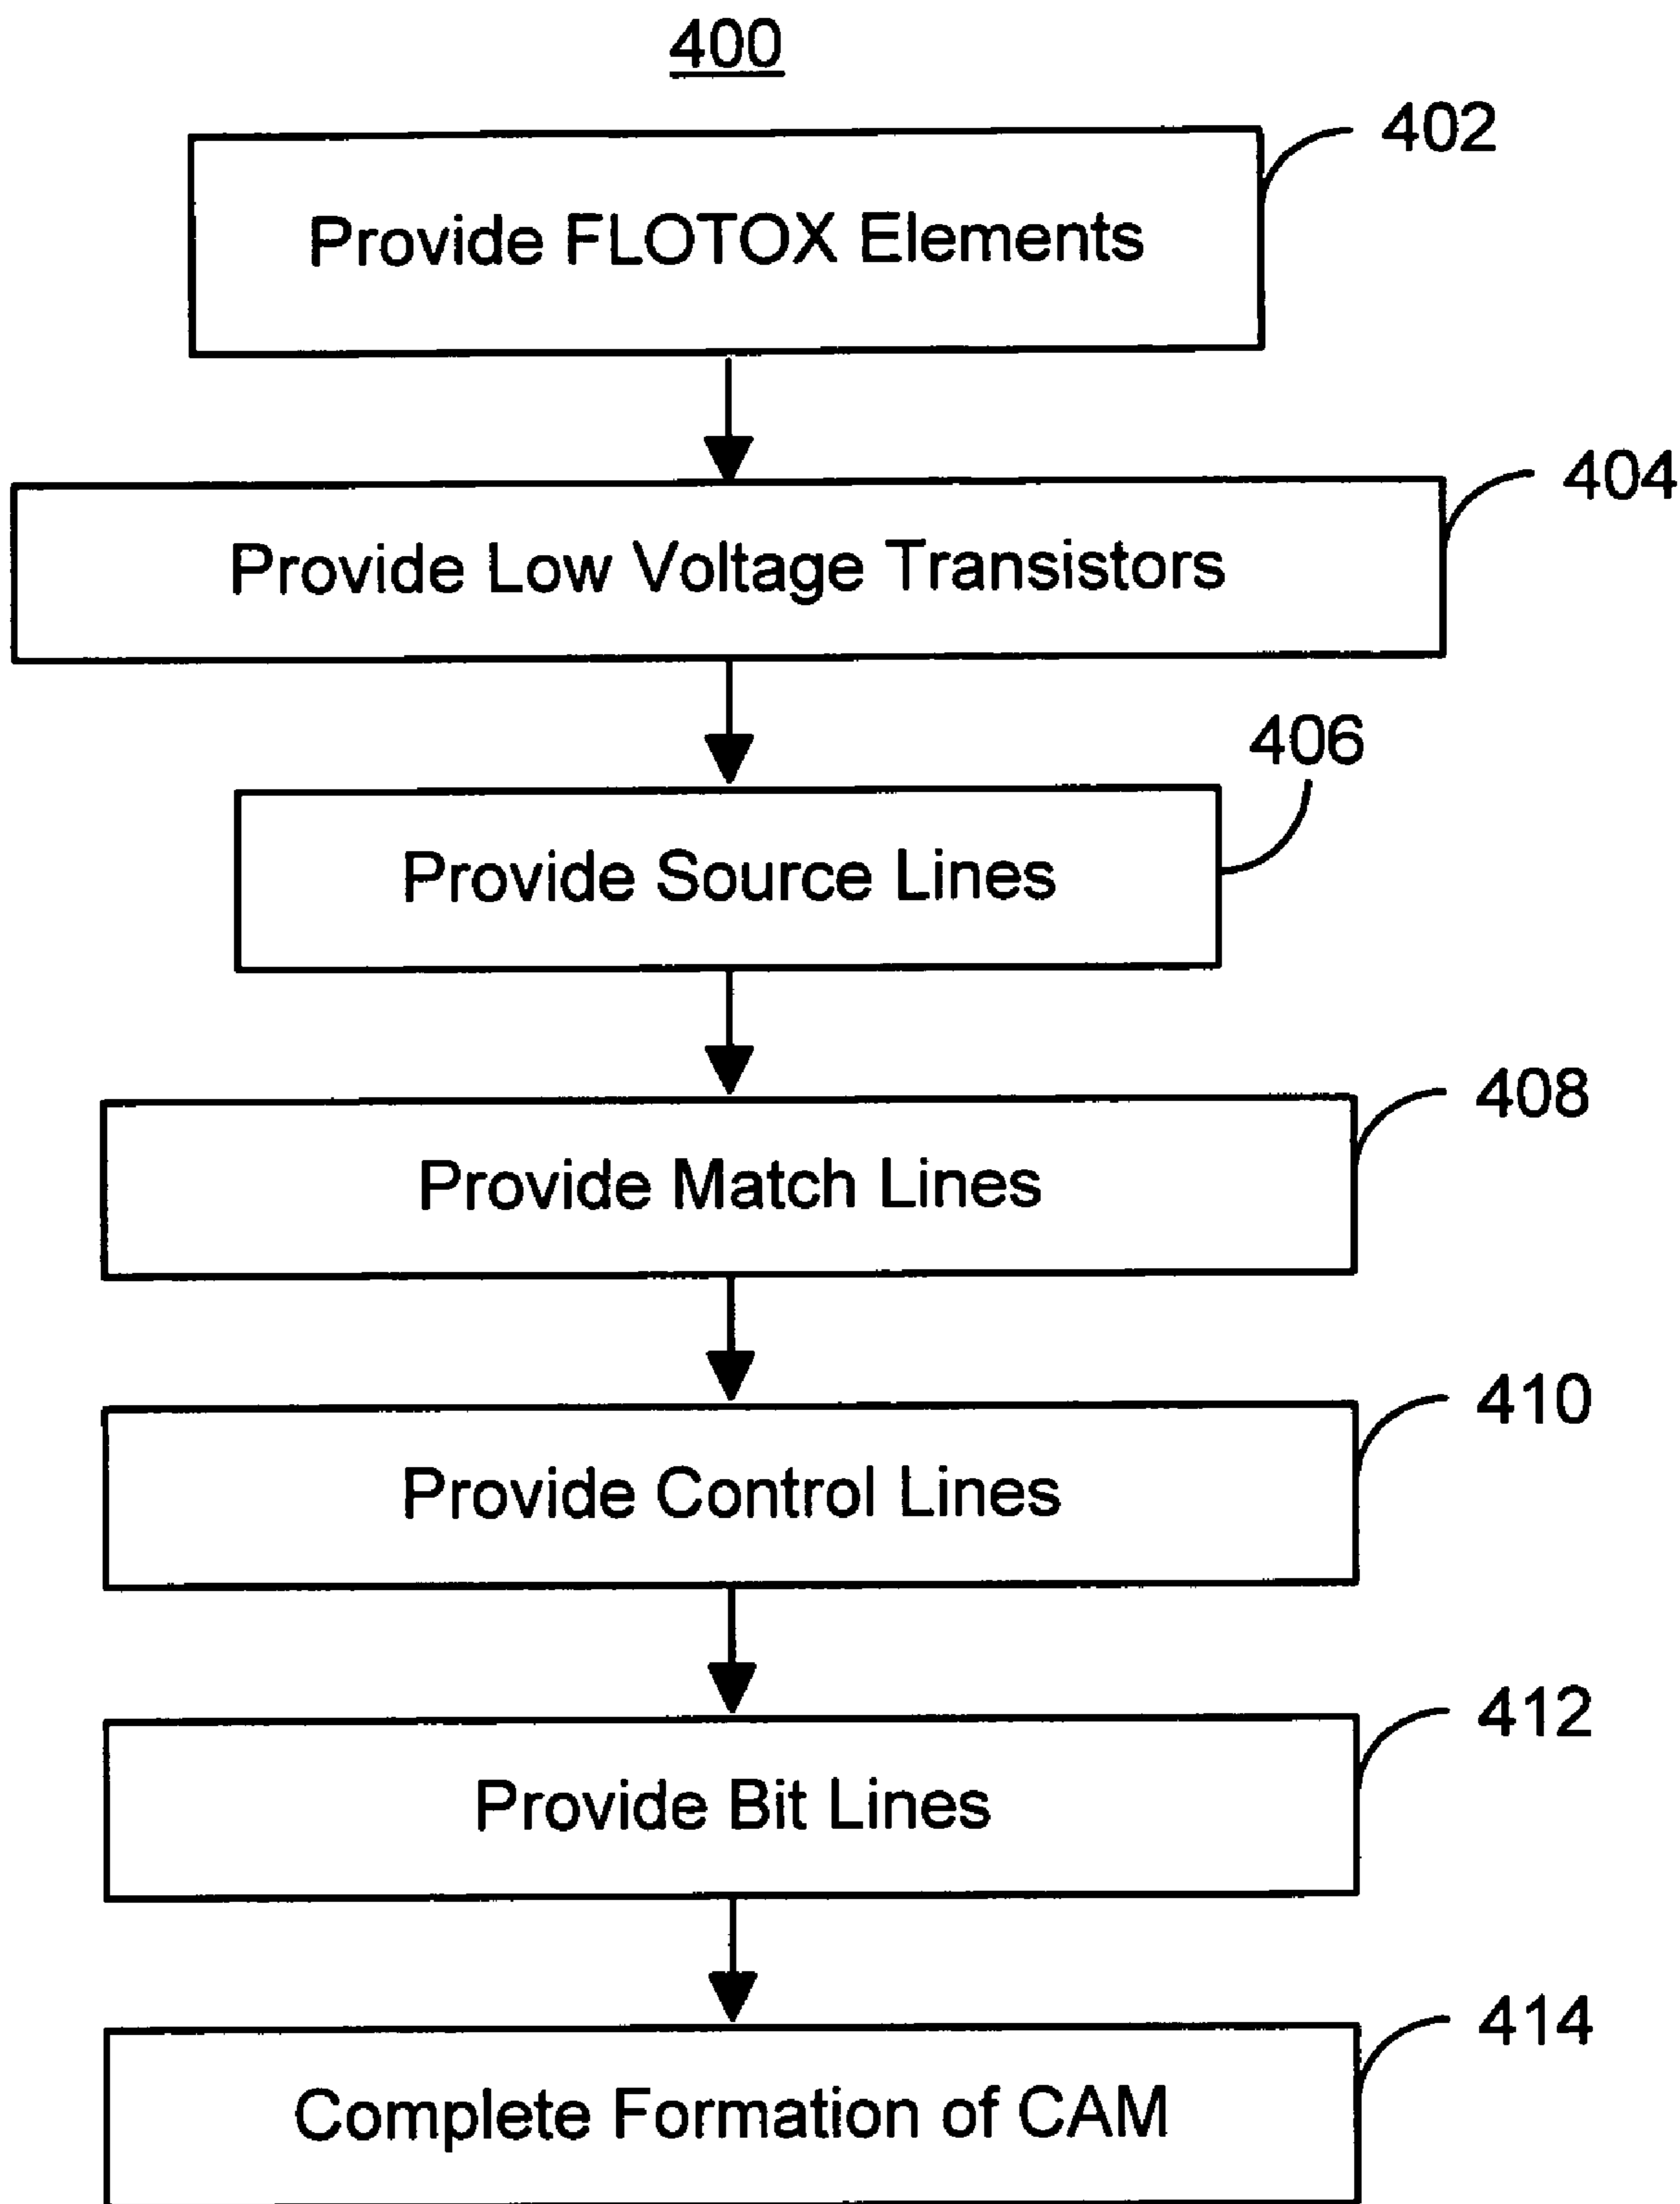 400
402
Provide FLOTOX Elements
404
Provide Low Voltage Transistors
406
Provide Source Lines
408
Provide Match Lines
410
Provide Control Lines
412
Provide Bit Lines
414
Complete Formation of CAM